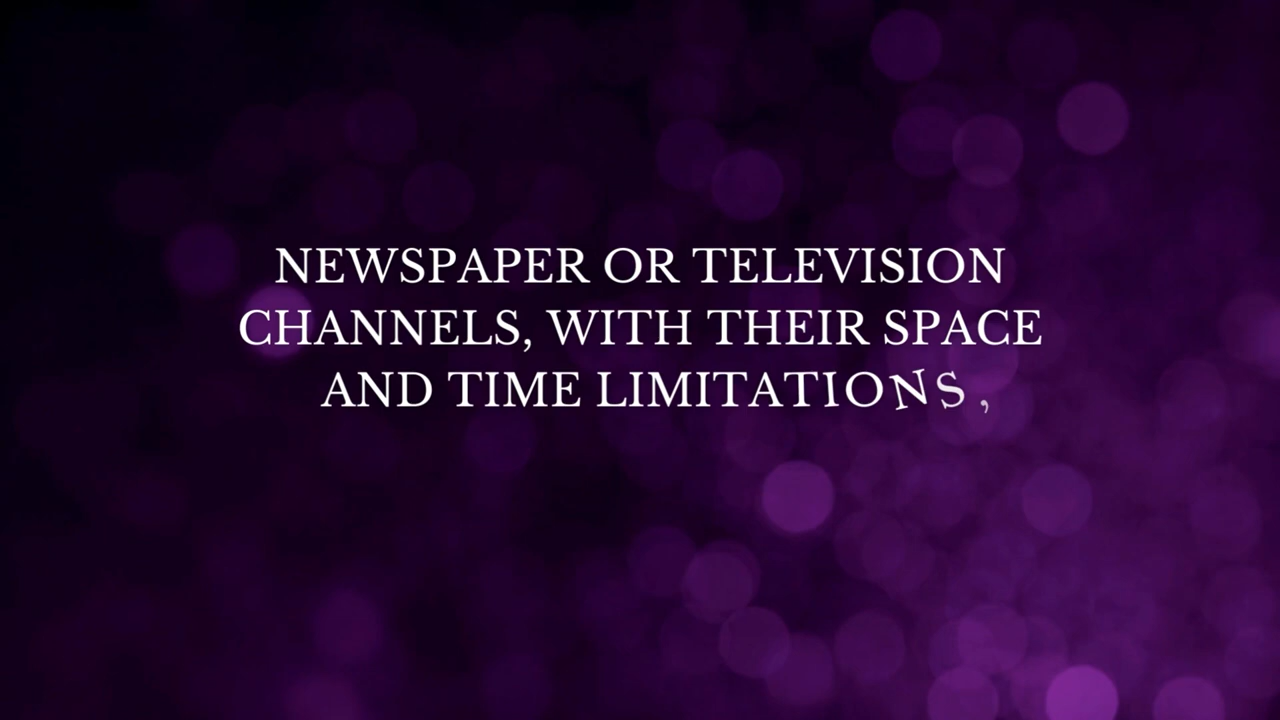 NEWSPAPER OR TELEVISION
CHANNELS, WITH THEIR SPACE
AND TIME LIMITATIONS,